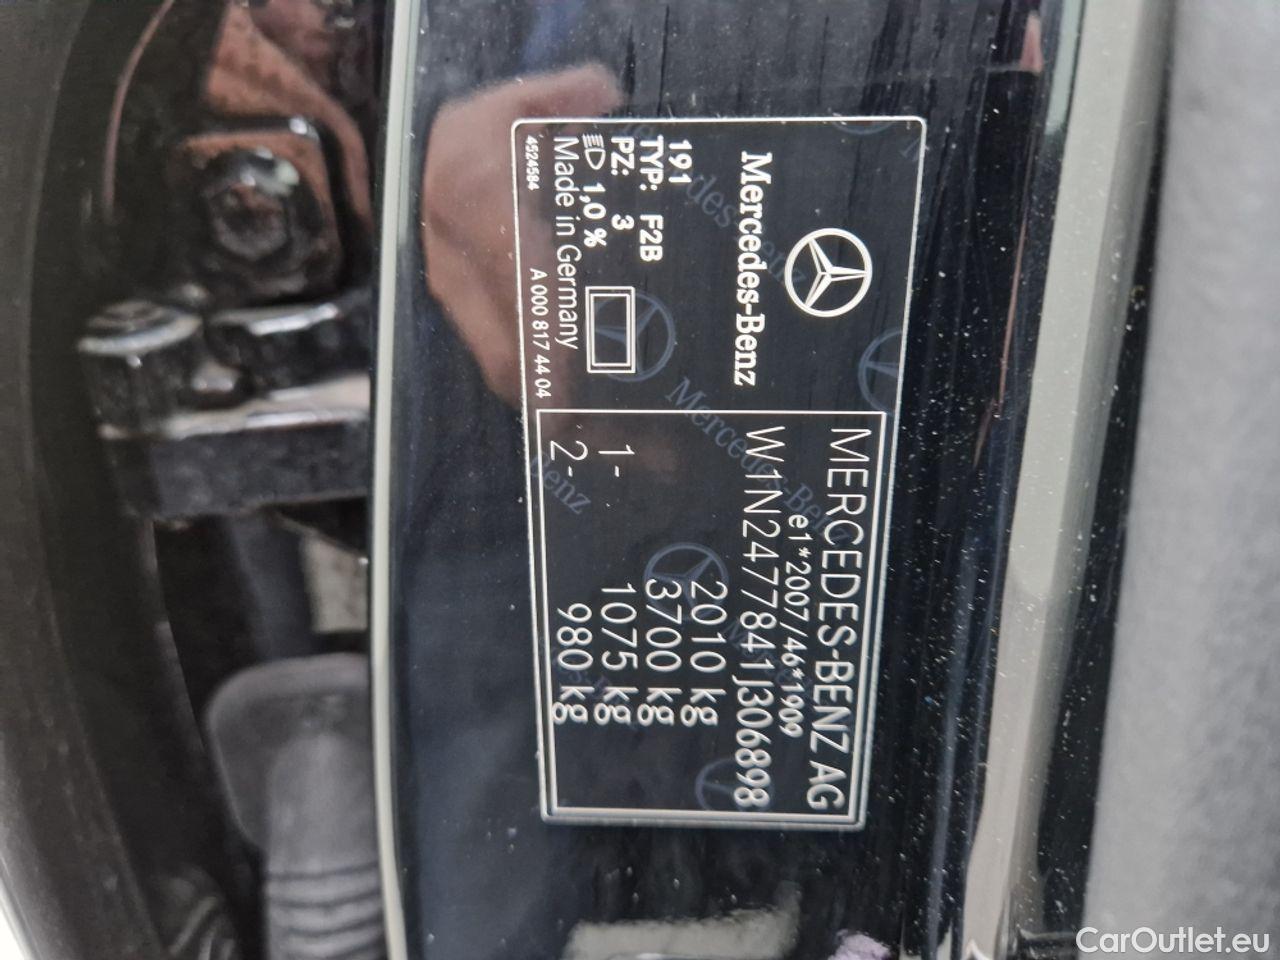 Mercedes-Benz
191
TYP: F2B
PZ: 3
1,0 %
Made in Germany
4524584
A 000 817 44 04
MERCEDES-BENZ AG
e1*2007/46*1909
W1N2477841J306898
2010 kg
3700 kg
1- 1075 kg
2- 980 kg
CarOutlet.eu